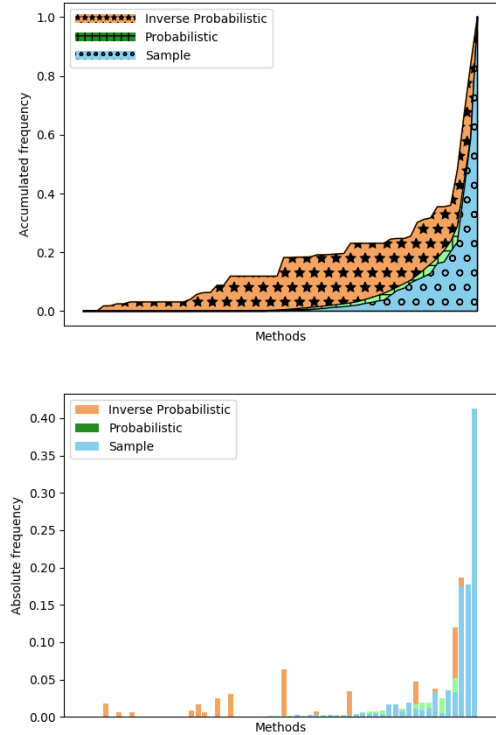 1.0
0.8
0.6
0.4
0.2
0.0
Accumulated frequency
Inverse Probabilistic
Probabilistic
Sample
Methods
0.40
0.35
0.30
0.25
0.20
0.15
0.10
0.05
0.00
Absolute frequency
Inverse Probabilistic
Probabilistic
Sample
Methods